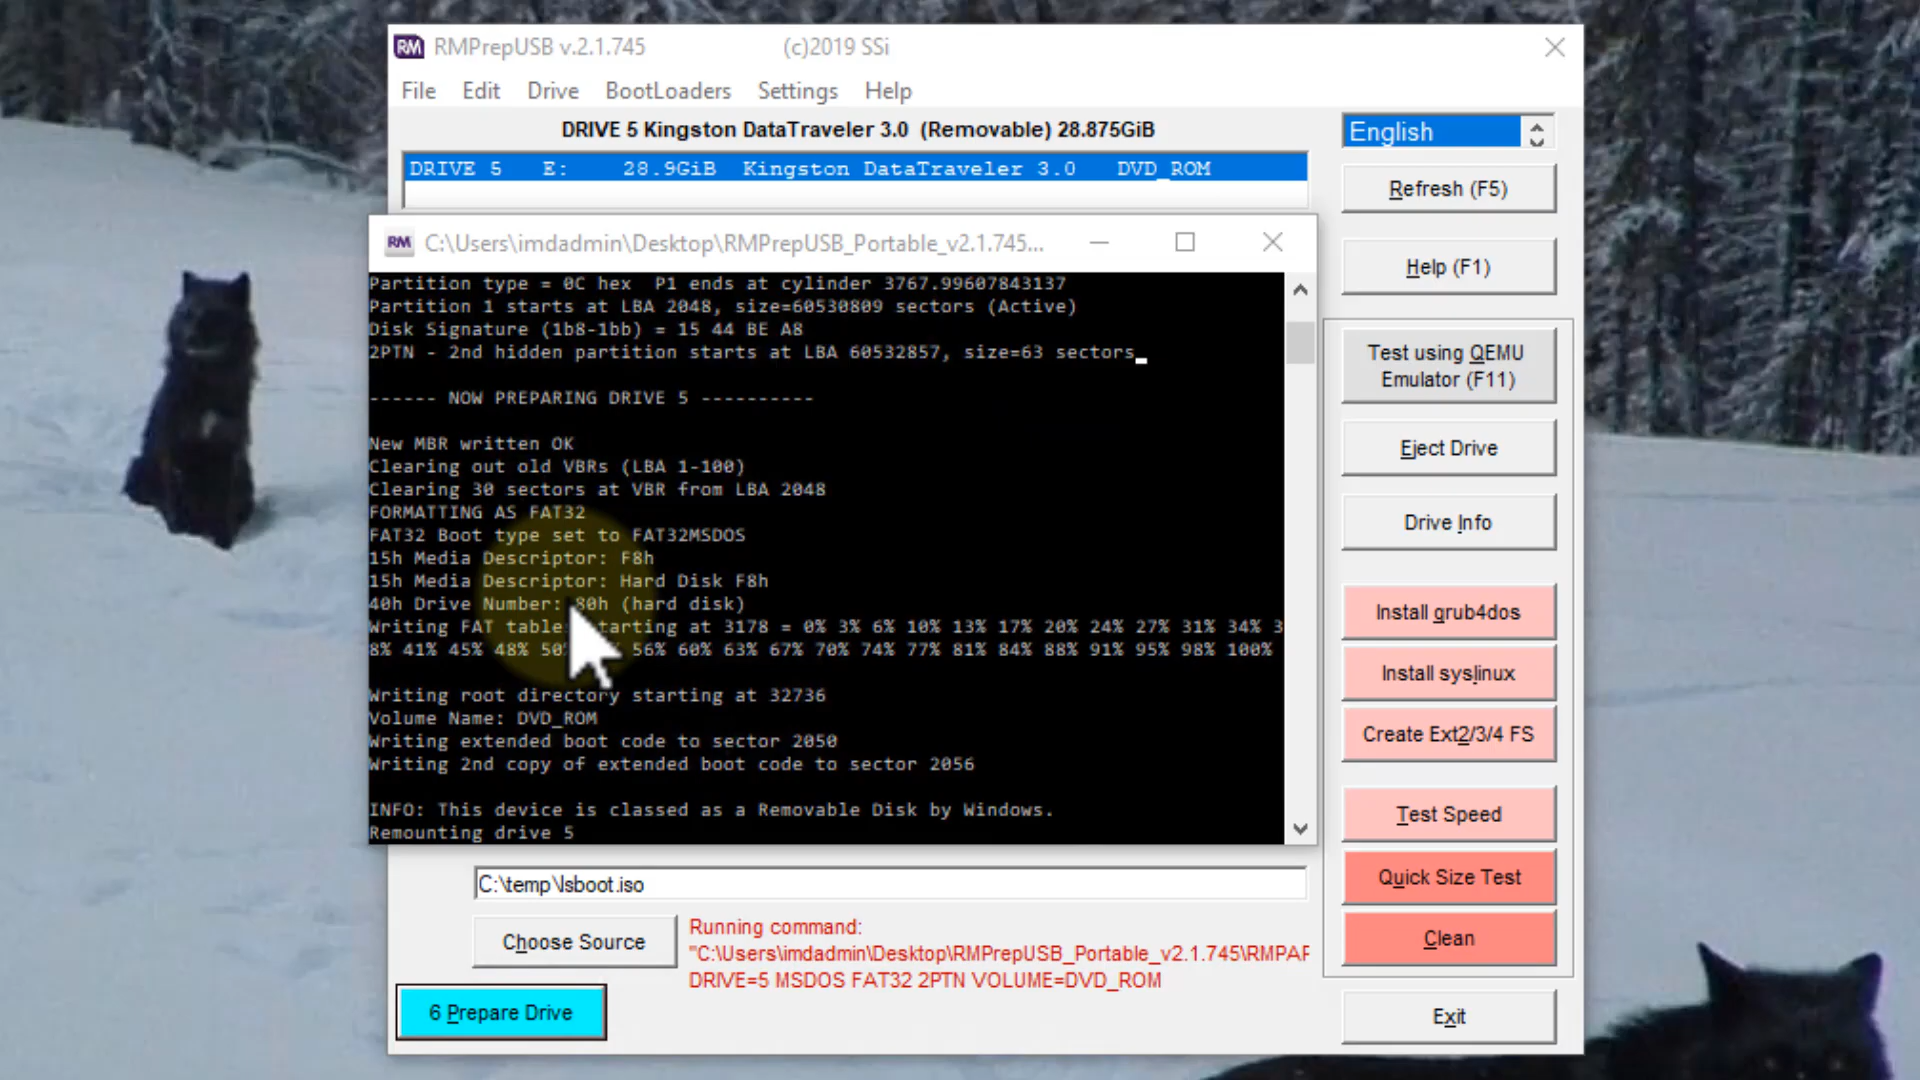 RM RMPrepUSB v.2.1.745 (c)2019 SSi
File Edit Drive BootLoaders Settings Help
DRIVE 5 Kingston DataTraveler 3.0 (Removable) 28.875GiB
English
DRIVE 5 E: 28.9GiB Kingston DataTraveler 3.0 DVD_ROM
Refresh (F5)
RM C:\Users\imdadmin\Desktop\RMPrepUSB_Portable_v2.1.745...
Help (F1)
Partition type = 0C hex P1 ends at cylinder 3767.99607843137
Partition 1 starts at LBA 2048, size=60530809 sectors (Active)
Disk Signature (1b8-1bb) = 15 44 BE A8
2PTN - 2nd hidden partition starts at LBA 60532857, size=63 sectors
------ NOW PREPARING DRIVE 5 ----------
New MBR written OK
Clearing out old VBRs (LBA 1-100)
Clearing 30 sectors at VBR from LBA 2048
FORMATTING AS FAT32
FAT32 Boot type set to FAT32MSDOS
15h Media Descriptor: F8h
15h Media Descriptor: Hard Disk F8h
40h Drive Number: 80h (hard disk)
Writing FAT table starting at 3178 = 0% 3% 6% 10% 13% 17% 20% 24% 27% 31% 34% 3
8% 41% 45% 48% 56% 60% 63% 67% 70% 74% 77% 81% 84% 88% 91% 95% 98% 100%
Writing root directory starting at 32736
Volume Name: DVD_ROM
Writing extended boot code to sector 2050
Writing 2nd copy of extended boot code to sector 2056
INFO: This device is classed as a Removable Disk by Windows.
Remounting drive 5
Test using QEMU
Emulator (F11)
Eject Drive
Drive Info
Install grub4dos
Install syslinux
Create Ext2/3/4 FS
Test Speed
Quick Size Test
Clean
C:\temp\lsboot.iso
Choose Source
Running command:
"C:\Users\imdadmin\Desktop\RMPrepUSB_Portable_v2.1.745\RMPAR
DRIVE=5 MSDOS FAT32 2PTN VOLUME=DVD_ROM
6 Prepare Drive
Exit